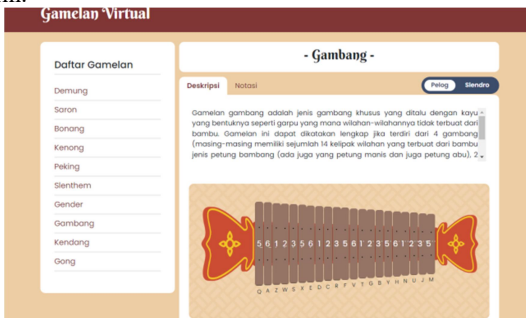 Gamelan Virtual
Daftar Gamelan
Demung
Saron
Bonang
Kenong
Peking
Slenthem
Gender
Gambang
Kendang
Gong
- Gambang -
Deskripsi Notasi
Pelog Slendro
Gamelan gambang adalah jenis gambang khusus yang ditalu dengan kayu
yang bentuknya seperti garpu yang mana wilahan-wilahannya tidak terbuat dari
bambu. Gamelan ini dapat dikatakan lengkap jika terdiri dari 4 gambang
(masing-masing memiliki sejumlah 14 kelipak wilahan yang terbuat dari bambu
jenis petung bambang (ada juga yang petung manis dan juga petung abu), 2
5 6 1 2 3 5 6 1 2 3 5 6 1 2 3 5 6 1 2 3 5
Q A Z W S X E D C R F V T G B Y H N U J M